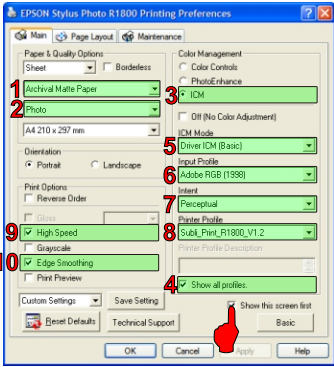 EPSON Stylus Photo R1800 Printing Preferences
Main
Page Layout
Maintenance
Paper & Quality Options
Sheet
Borderless
1
Archival Matte Paper
2
Photo
A4 210 x 297 mm
Orientation
Portrait
Landscape
Print Options
Reverse Order
Gloss
9
High Speed
Grayscale
10
Edge Smoothing
Print Preview
Custom Settings
Save Setting
Reset Defaults
Technical Support
Color Management
Color Controls
PhotoEnhance
3
ICM
Off (No Color Adjustment)
ICM Mode
5
Driver ICM (Basic)
Input Profile
6
Adobe RGB (1998)
Intent
7
Perceptual
Printer Profile
8
Subli_Print_R1800_V1.2
Printer Profile Description
4
Show all profiles.
Show this screen first
Basic
OK
Cancel
Apply
Help